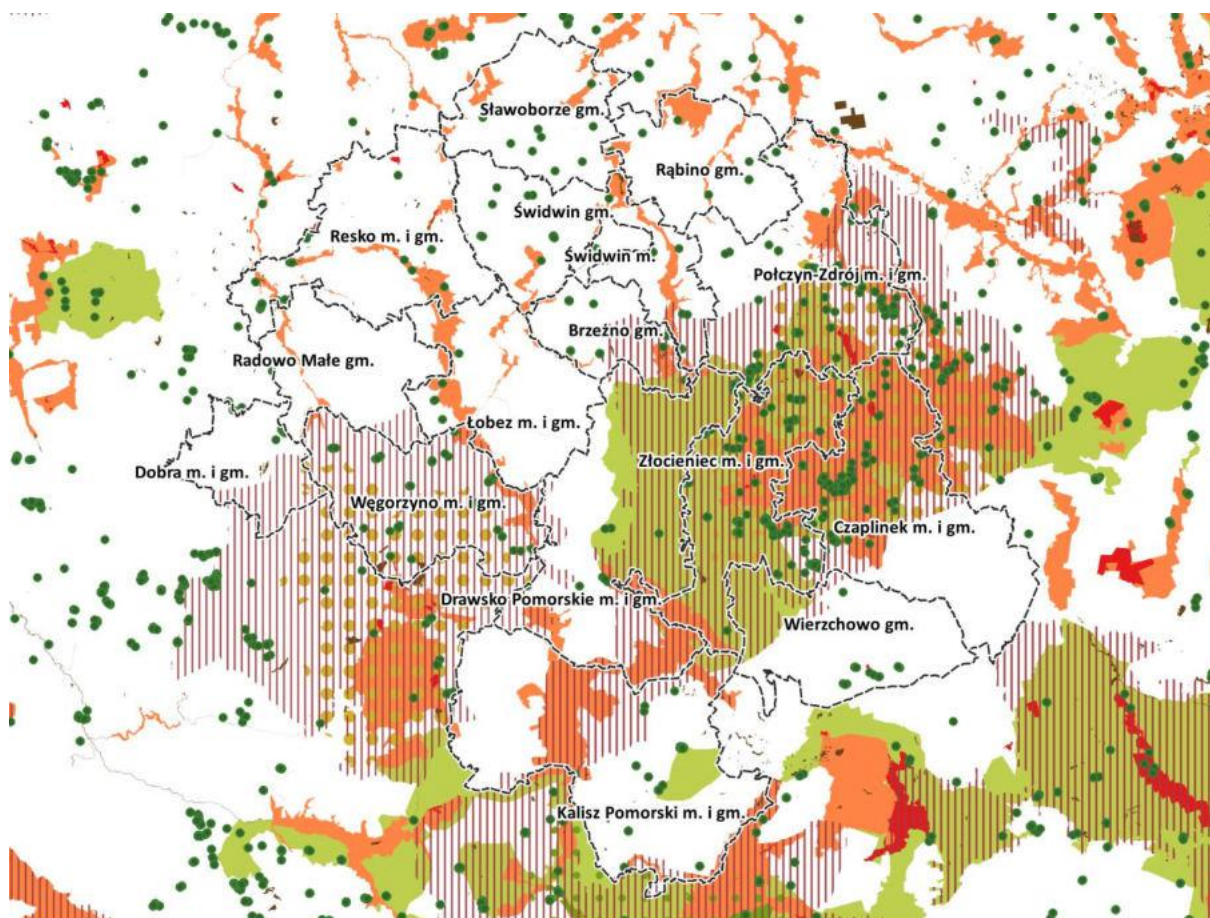 Sławoborze gm.
Rąbino gm.
Świdwin gm.
Resko m. i gm.
Świdwin m.
Połczyn-Zdrój m. i gm.
Brzeżno gm.
Radowo Małe gm.
Łobez m. i gm.
Złocieniec m. i gm.
Dobra m. i gm.
Węgorzyno m. i gm.
Czaplinek m. i gm.
Drawsko Pomorskie m. i gm.
Wierzchowo gm.
Kalisz Pomorski m. i gm.